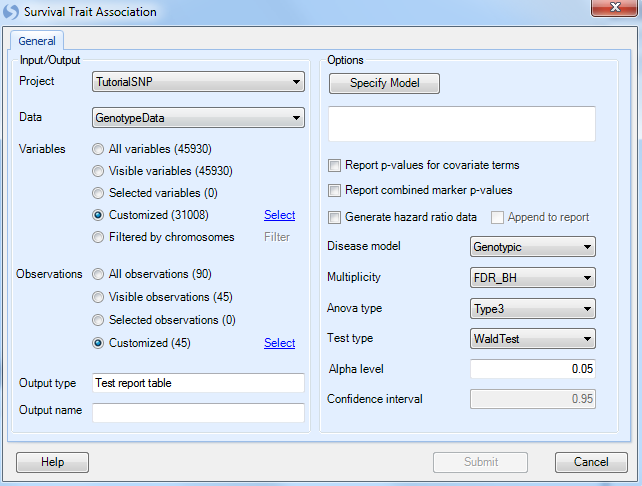 Survival Trait Association
General
Input/Output
Project
TutorialSNP
Data
GenotypeData
Variables
All variables (45930)
Visible variables (45930)
Selected variables (0)
Customized (31008)
Select
Filtered by chromosomes
Filter
Observations
All observations (90)
Visible observations (45)
Selected observations (0)
Customized (45)
Select
Output type
Test report table
Output name
Options
Specify Model
Report p-values for covariate terms
Report combined marker p-values
Generate hazard ratio data
Append to report
Disease model
Genotypic
Multiplicity
FDR_BH
Anova type
Type3
Test type
WaldTest
Alpha level
0.05
Confidence interval
0.95
Help
Submit
Cancel